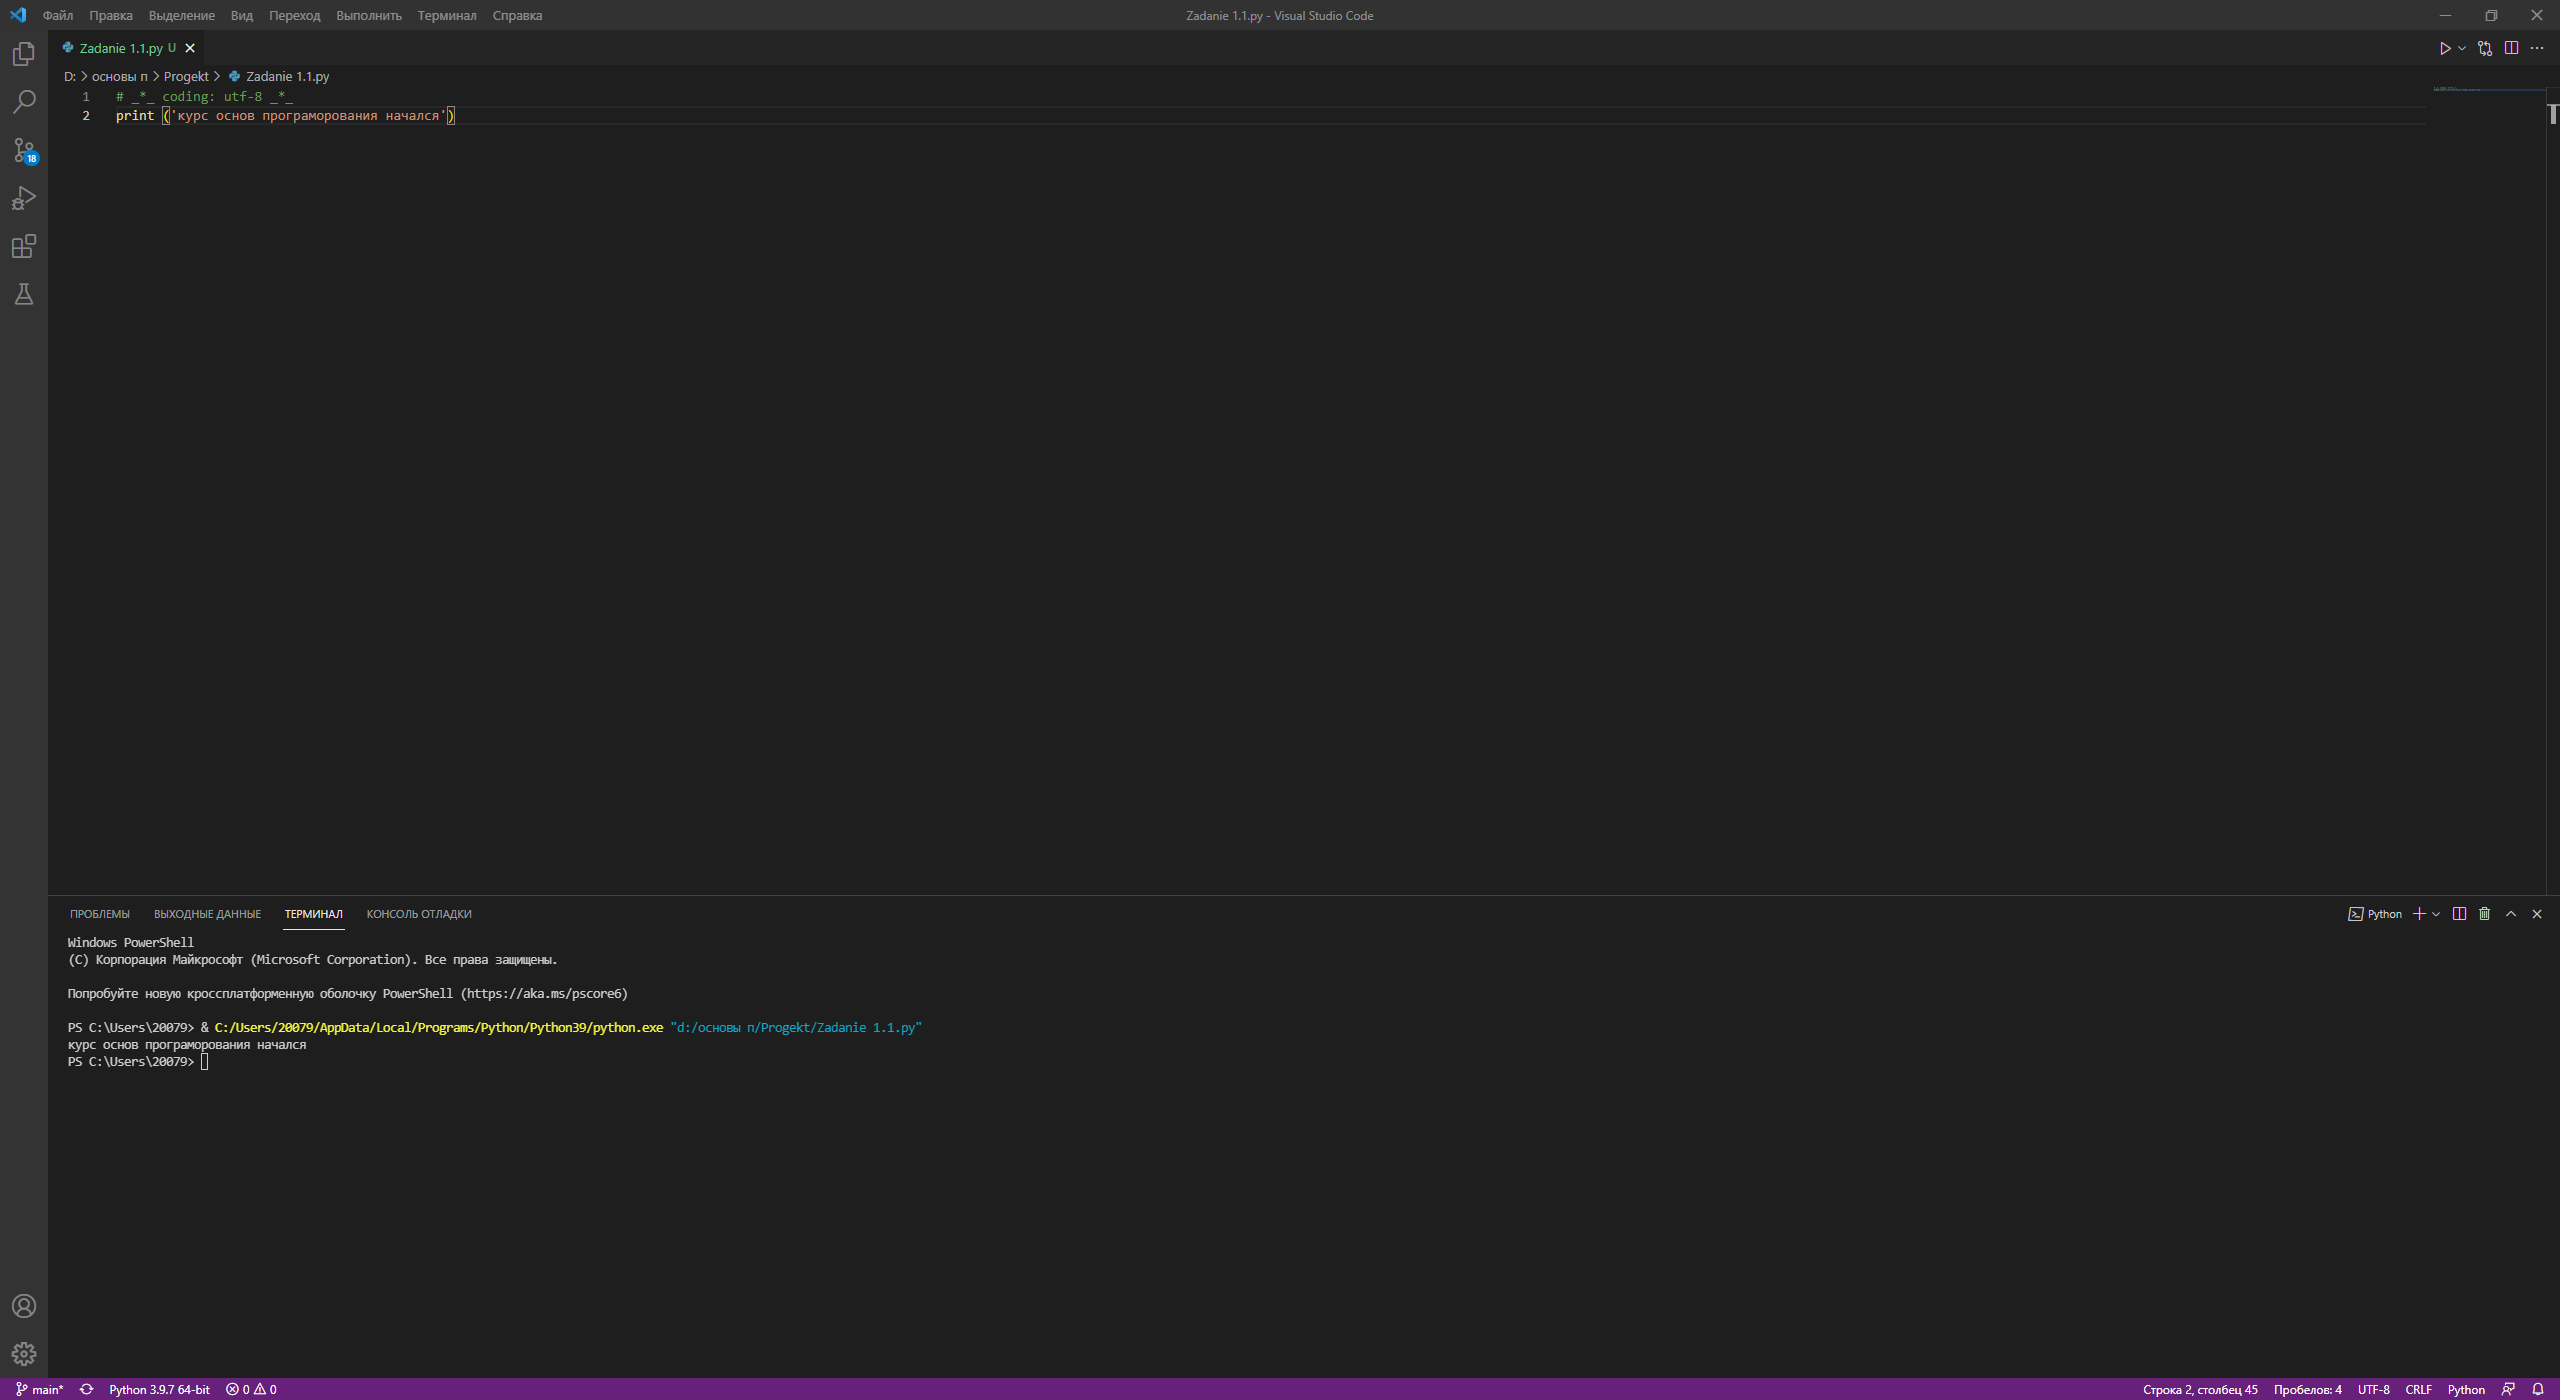 Файл Правка Выделение Вид Переход Выполнить Терминал Справка
Zadanie 1.1.py - Visual Studio Code
Zadanie 1.1.py U
D: > основы п > Progekt > Zadanie 1.1.py
1 # _*_ coding: utf-8 _*_
2 print ('курс основ програморования начался')
18
ПРОБЛЕМЫ ВЫХОДНЫЕ ДАННЫЕ ТЕРМИНАЛ КОНСОЛЬ ОТЛАДКИ
Python
Windows PowerShell
(C) Корпорация Майкрософт (Microsoft Corporation). Все права защищены.
Попробуйте новую кроссплатформенную оболочку PowerShell (https://aka.ms/pscore6)
PS C:\Users\20079> & C:/Users/20079/AppData/Local/Programs/Python/Python39/python.exe "d:/основы п/Progekt/Zadanie 1.1.py"
курс основ програморования начался
PS C:\Users\20079>
main* Python 3.9.7 64-bit 0 0
Строка 2, столбец 45 Пробелов: 4 UTF-8 CRLF Python